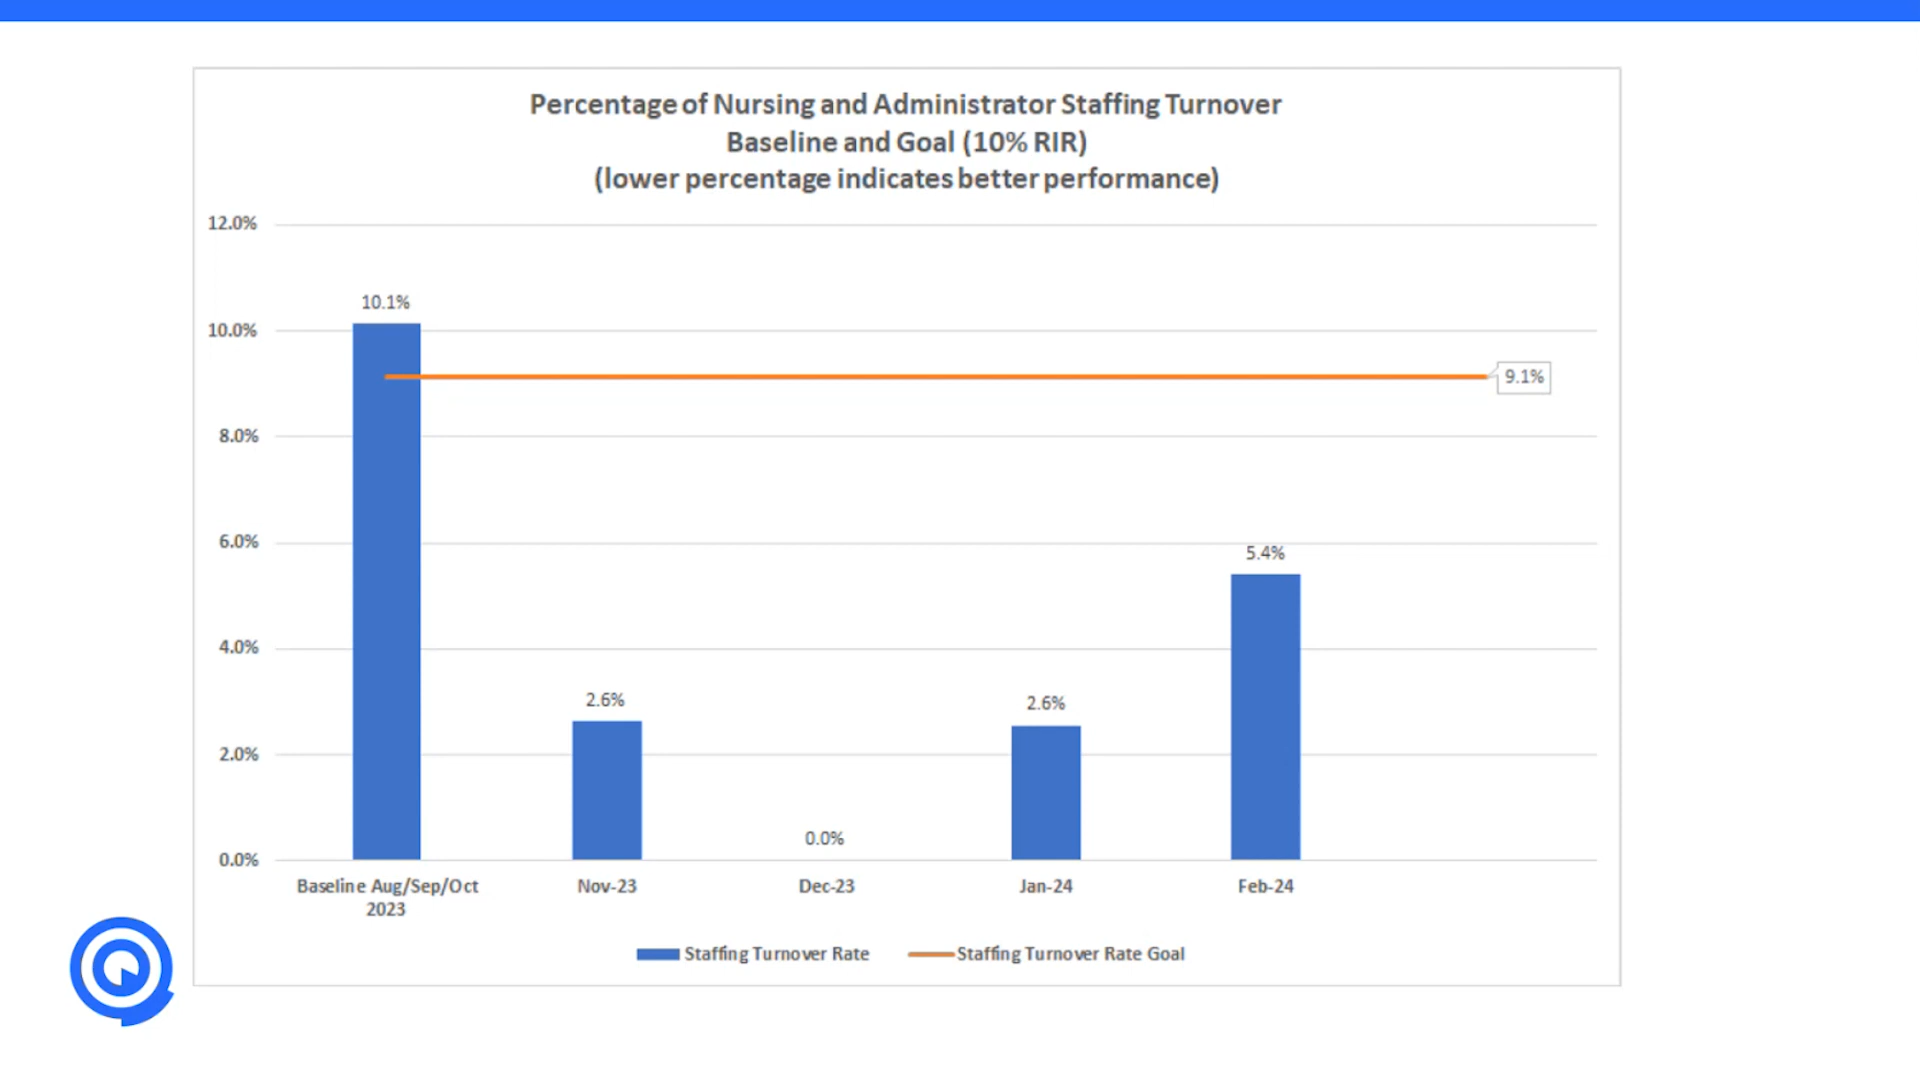 Percentage of Nursing and Administrator Staffing Turnover
Baseline and Goal (10% RIR)
(lower percentage indicates better performance)
12.0%
10.1%
10.0%
9.1%
8.0%
6.0%
5.4%
4.0%
2.6%
2.6%
2.0%
0.0%
0.0%
Baseline Aug/Sep/Oct
2023
Nov-23
Dec-23
Jan-24
Feb-24
Staffing Turnover Rate
Staffing Turnover Rate Goal